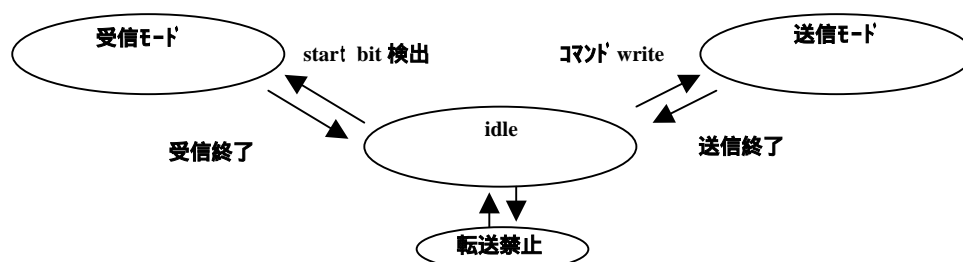 受信ﾓｰﾄﾞ
start bit 検出
ｺﾏﾝﾄﾞ write
送信ﾓｰﾄﾞ
idle
受信終了
送信終了
転送禁止